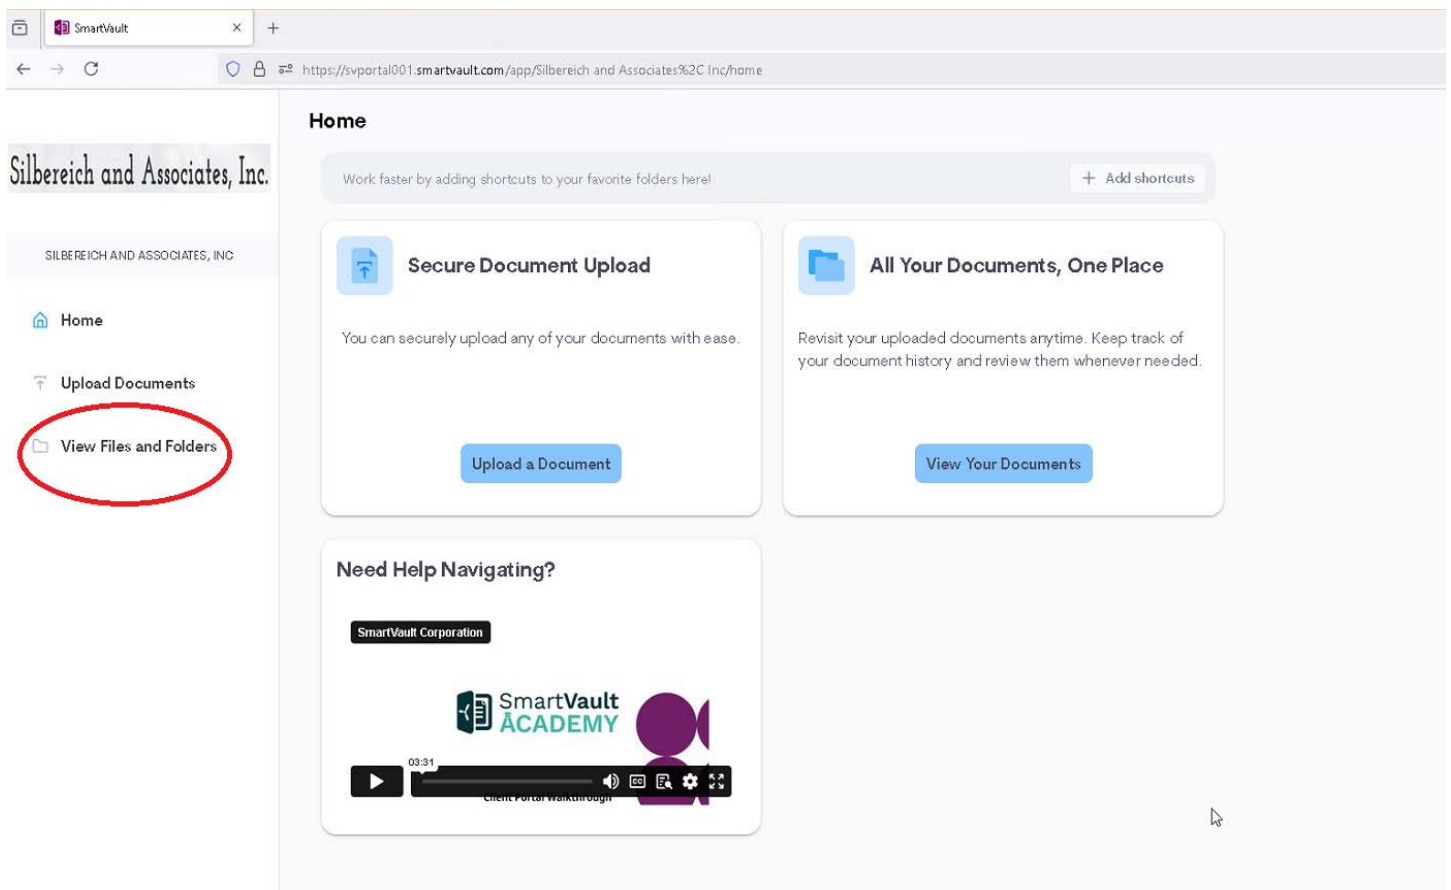 SmartVault
https://svportal001.smartvault.com/app/Silbereich and Associates%2C Inc/home
Silbereich and Associates, Inc.
SILBEREICH AND ASSOCIATES, INC
Home
Upload Documents
View Files and Folders
Home
Work faster by adding shortcuts to your favorite folders here!
+ Add shortcuts
Secure Document Upload
You can securely upload any of your documents with ease.
Upload a Document
All Your Documents, One Place
Revisit your uploaded documents anytime. Keep track of
your document history and review them whenever needed.
View Your Documents
Need Help Navigating?
SmartVault Corporation
SmartVault
ACADEMY
03:31
CC
Client Portal Walkthrough